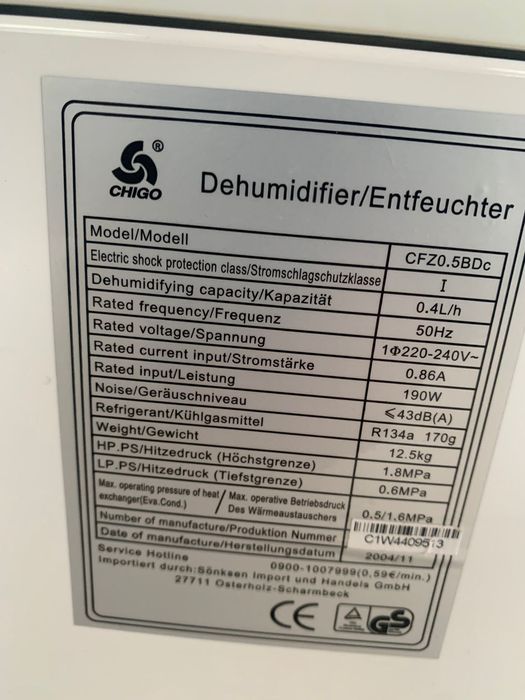 ®
CHIGO
Dehumidifier/Entfeuchter
Model/Modell CFZ0.5BDc
Electric shock protection class/Stromschlagschutzklasse I
Dehumidifying capacity/Kapazität 0.4L/h
Rated frequency/Frequenz 50Hz
Rated voltage/Spannung 1Φ220-240V~
Rated current input/Stromstärke 0.86A
Rated input/Leistung 190W
Noise/Geräuschniveau ≤43dB(A)
Refrigerant/Kühlgasmittel R134a 170g
Weight/Gewicht 12.5kg
HP.PS/Hitzedruck (Höchstgrenze) 1.8MPa
LP.PS/Hitzedruck (Tiefstgrenze) 0.6MPa
Max. operating pressure of heat exchanger(Eva.Cond.) / Max. operative Betriebsdruck Des Wärmeaustauschers 0.5/1.6MPa
Number of manufacture/Produktion Nummer C1W4409513
Date of manufacture/Herstellungsdatum 2004/11
Service Hotline 0900-1007999(0,59€/min.)
Importiert durch:Sönksen Import und Handels GmbH
27711 Osterholz-Scharmbeck
CE GS